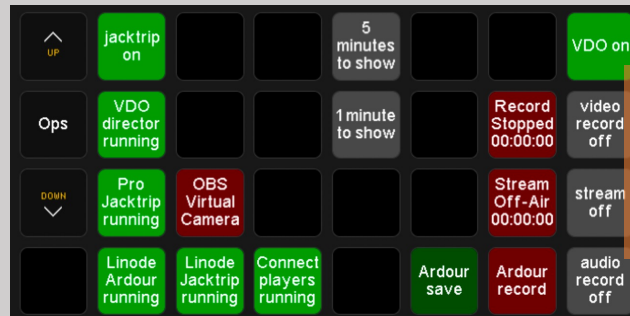 UP
jacktrip
on
5
minutes
to show
VDO on
Ops
VDO
director
running
1 minute
to show
Record
Stopped
00:00:00
video
record
off
DOWN
Pro
Jacktrip
running
OBS
Virtual
Camera
Stream
Off-Air
00:00:00
stream
off
Linode
Ardour
running
Linode
Jacktrip
running
Connect
players
running
Ardour
save
Ardour
record
audio
record
off